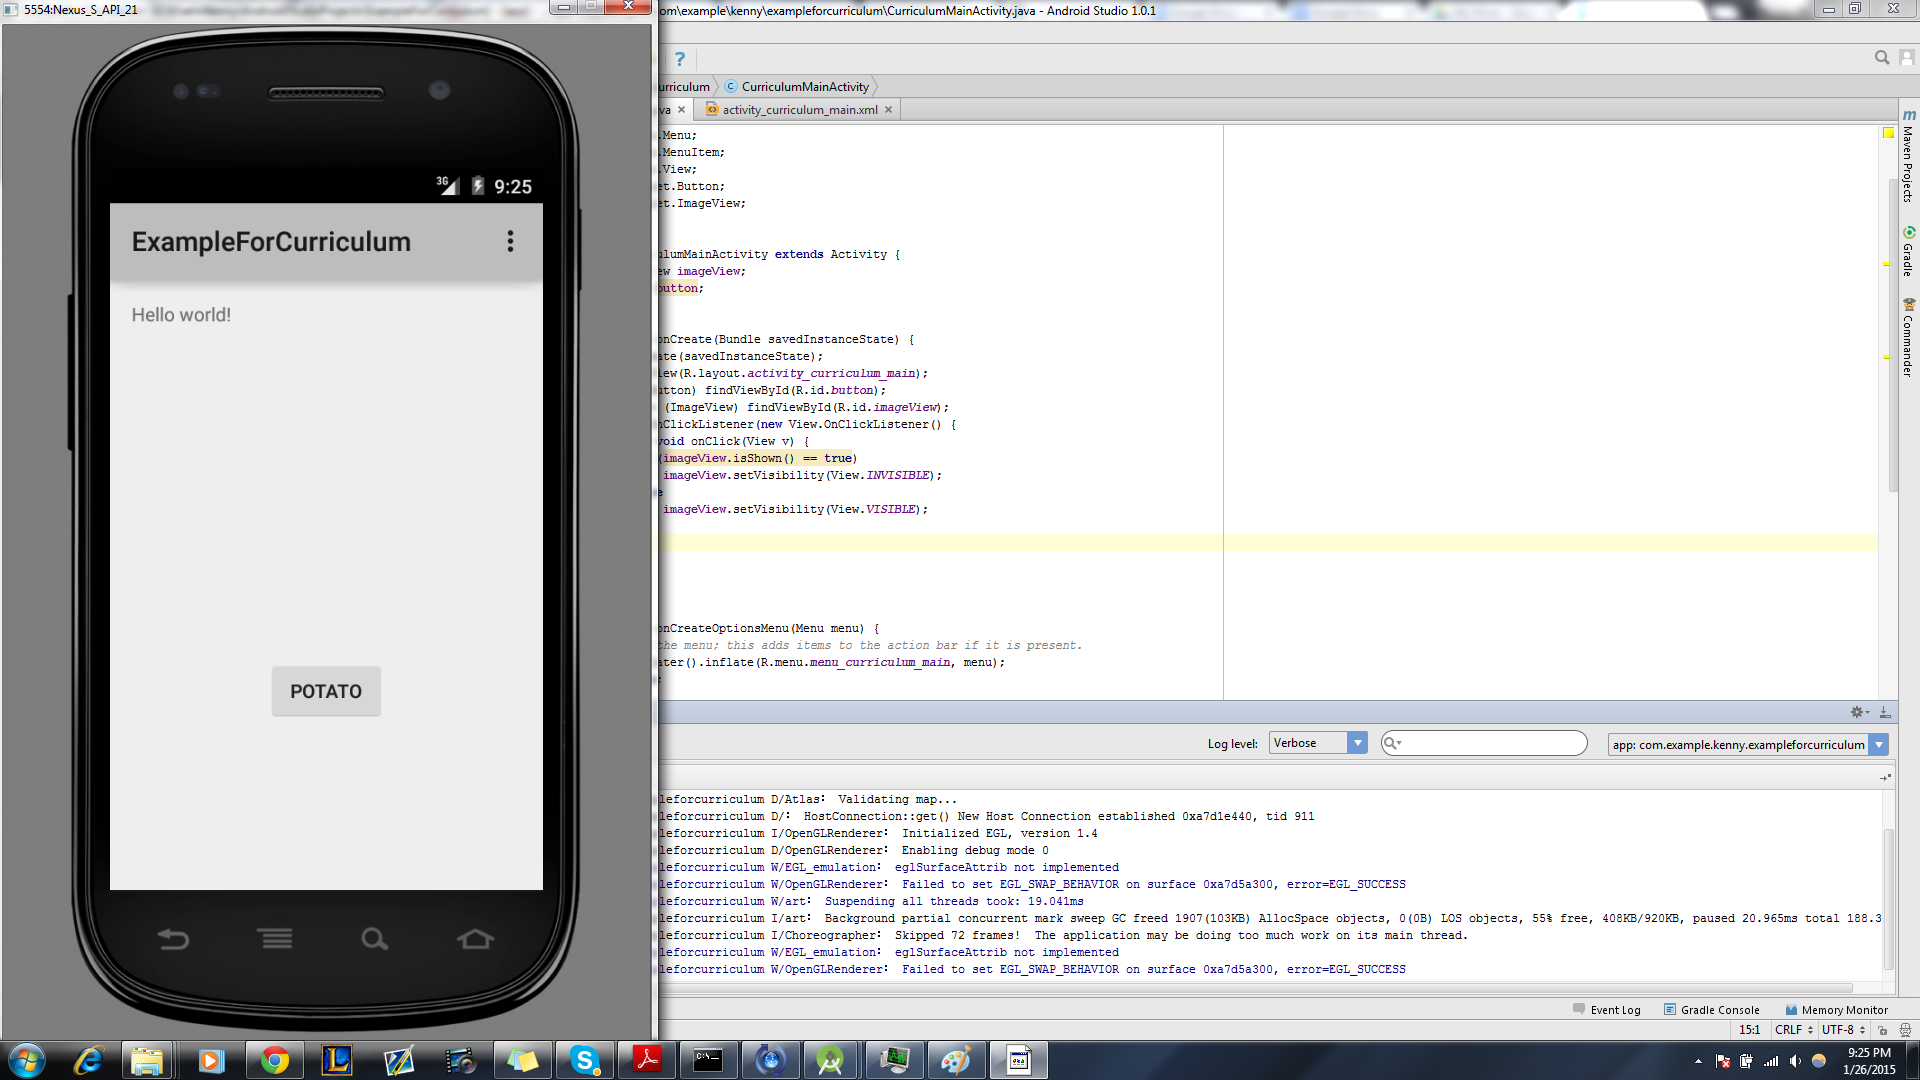 5554:Nexus_S_API_21
om\example\kenny\exampleforcurriculum\CurriculumMainActivity.java - Android Studio 1.0.1
?
urriculum
C CurriculumMainActivity
va
activity_curriculum_main.xml
3G 9:25
ExampleForCurriculum
Hello world!
POTATO
.Menu;
.MenuItem;
.View;
et.Button;
et.ImageView;
ulumMainActivity extends Activity {
ew imageView;
button;
onCreate(Bundle savedInstanceState) {
ate(savedInstanceState);
iew(R.layout.activity_curriculum_main);
utton) findViewById(R.id.button);
(ImageView) findViewById(R.id.imageView);
nClickListener(new View.OnClickListener() {
void onClick(View v) {
(imageView.isShown() == true)
imageView.setVisibility(View.INVISIBLE);
e
imageView.setVisibility(View.VISIBLE);
onCreateOptionsMenu(Menu menu) {
the menu; this adds items to the action bar if it is present.
ater().inflate(R.menu.menu_curriculum_main, menu);
;
m Maven Projects
Gradle
Commander
Log level: Verbose
app: com.example.kenny.exampleforcurriculum
leforcurriculum D/Atlas: Validating map...
leforcurriculum D/: HostConnection::get() New Host Connection established 0xa7d1e440, tid 911
leforcurriculum I/OpenGLRenderer: Initialized EGL, version 1.4
leforcurriculum D/OpenGLRenderer: Enabling debug mode 0
leforcurriculum W/EGL_emulation: eglSurfaceAttrib not implemented
leforcurriculum W/OpenGLRenderer: Failed to set EGL_SWAP_BEHAVIOR on surface 0xa7d5a300, error=EGL_SUCCESS
leforcurriculum W/art: Suspending all threads took: 19.041ms
leforcurriculum I/art: Background partial concurrent mark sweep GC freed 1907(103KB) AllocSpace objects, 0(0B) LOS objects, 55% free, 408KB/920KB, paused 20.965ms total 188.3
leforcurriculum I/Choreographer: Skipped 72 frames! The application may be doing too much work on its main thread.
leforcurriculum W/EGL_emulation: eglSurfaceAttrib not implemented
leforcurriculum W/OpenGLRenderer: Failed to set EGL_SWAP_BEHAVIOR on surface 0xa7d5a300, error=EGL_SUCCESS
Event Log
Gradle Console
Memory Monitor
15:1 CRLF UTF-8
9:25 PM
1/26/2015